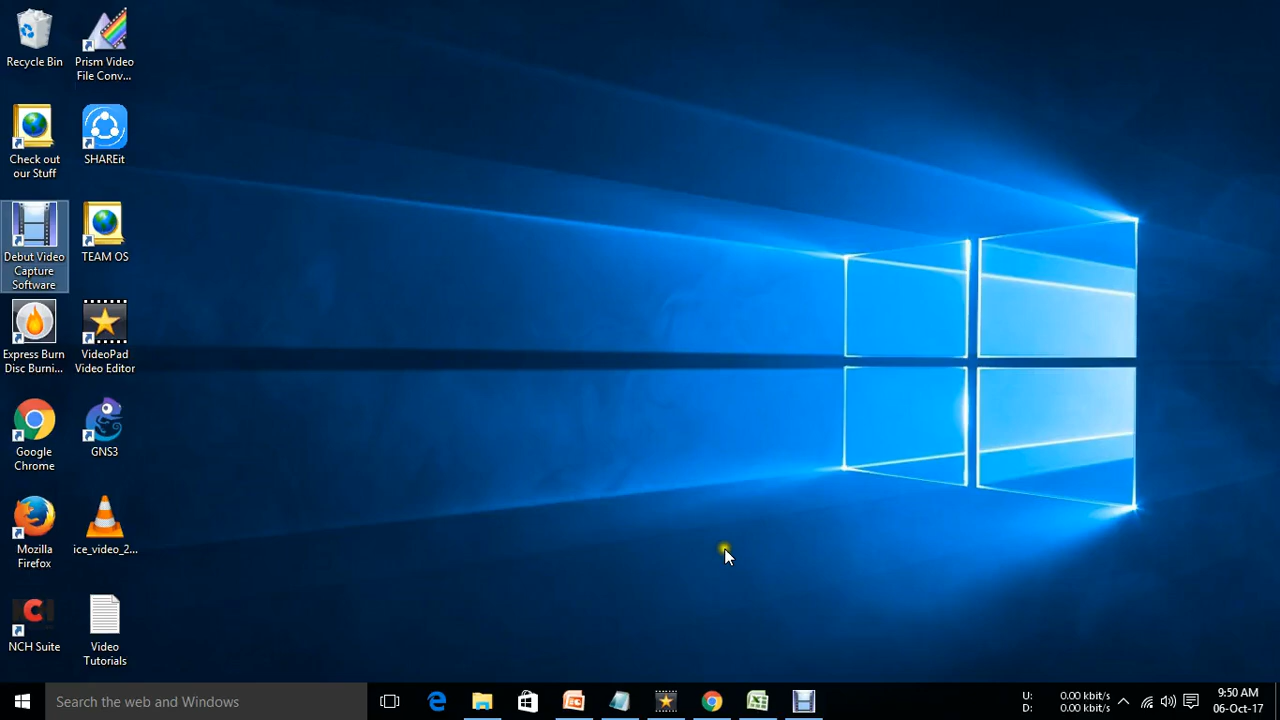 Recycle Bin
Prism Video
File Conv...
Check out
our Stuff
SHAREit
Debut Video
Capture
Software
TEAM OS
Express Burn
Disc Burni...
VideoPad
Video Editor
Google
Chrome
GNS3
Mozilla
Firefox
ice_video_2...
NCH Suite
Video
Tutorials
Search the web and Windows
U: 0.00 kbit/s
D: 0.00 kbit/s
9:50 AM
06-Oct-17